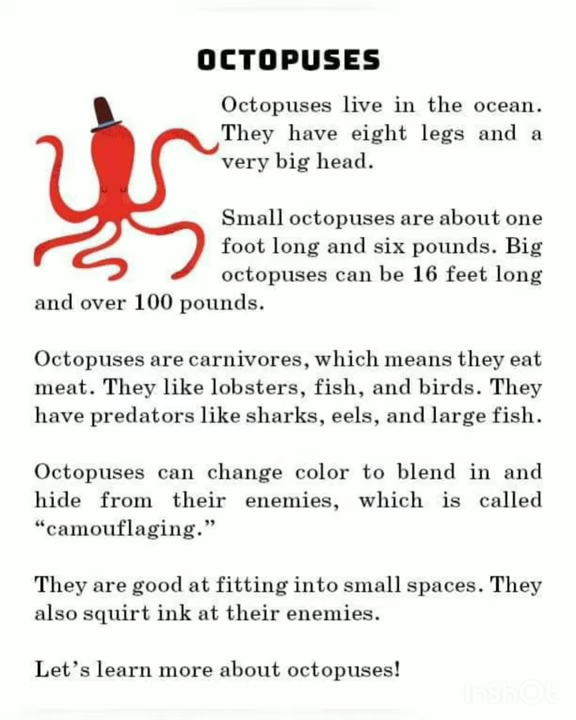 OCTOPUSES
Octopuses live in the ocean.
They have eight legs and a
very big head.
Small octopuses are about one
foot long and six pounds. Big
octopuses can be 16 feet long
and over 100 pounds.
Octopuses are carnivores, which means they eat
meat. They like lobsters, fish, and birds. They
have predators like sharks, eels, and large fish.
Octopuses can change color to blend in and
hide from their enemies, which is called
“camouflaging.”
They are good at fitting into small spaces. They
also squirt ink at their enemies.
Let’s learn more about octopuses!
InShOt